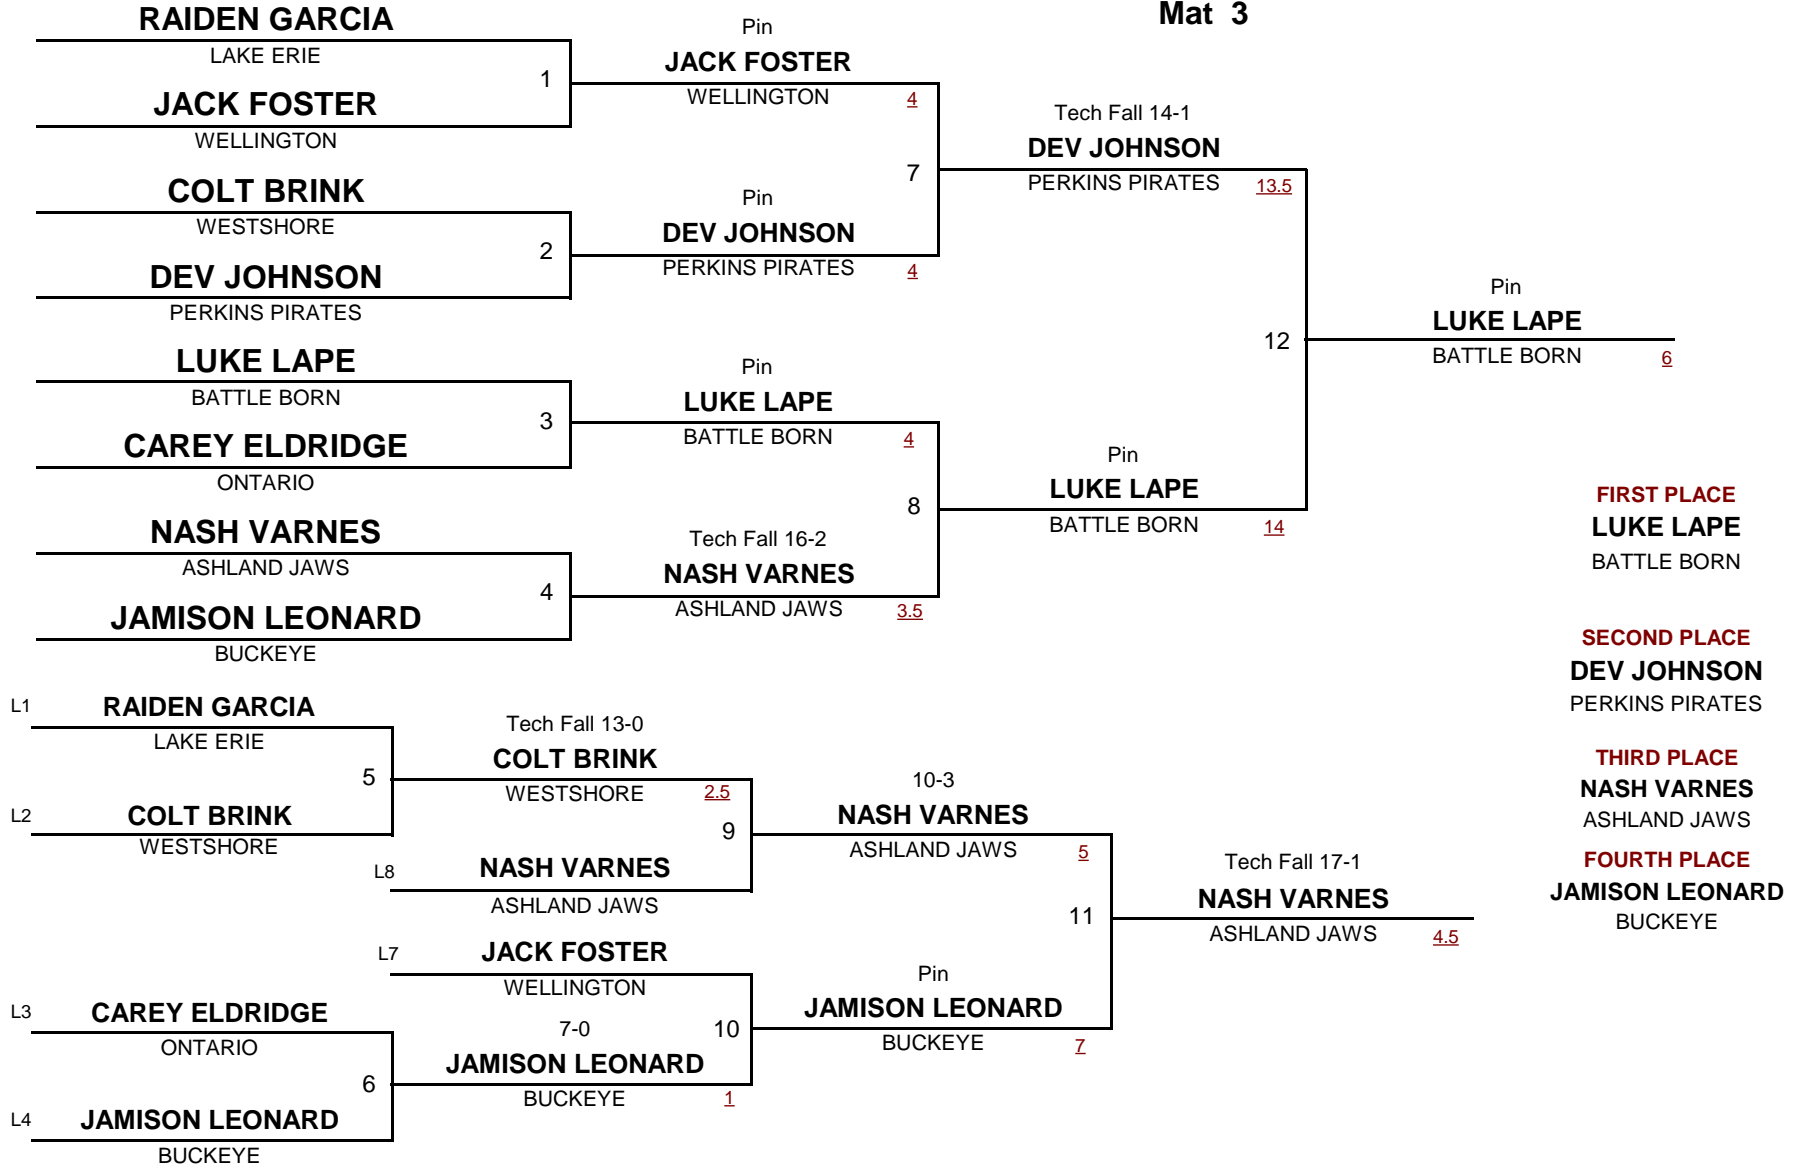 Mat 3
RAIDEN GARCIA
LAKE ERIE
1
JACK FOSTER
WELLINGTON
COLT BRINK
WESTSHORE
2
DEV JOHNSON
PERKINS PIRATES
LUKE LAPE
BATTLE BORN
3
CAREY ELDRIDGE
ONTARIO
NASH VARNES
ASHLAND JAWS
4
JAMISON LEONARD
BUCKEYE
Pin
JACK FOSTER
WELLINGTON 4
7
Pin
DEV JOHNSON
PERKINS PIRATES 4
Pin
LUKE LAPE
BATTLE BORN 4
8
Tech Fall 16-2
NASH VARNES
ASHLAND JAWS 3.5
Tech Fall 14-1
DEV JOHNSON
PERKINS PIRATES 13.5
12
Pin
LUKE LAPE
BATTLE BORN 14
Pin
LUKE LAPE
BATTLE BORN 6
FIRST PLACE
LUKE LAPE
BATTLE BORN
SECOND PLACE
DEV JOHNSON
PERKINS PIRATES
THIRD PLACE
NASH VARNES
ASHLAND JAWS
FOURTH PLACE
JAMISON LEONARD
BUCKEYE
L1 RAIDEN GARCIA
LAKE ERIE
5
L2 COLT BRINK
WESTSHORE
Tech Fall 13-0
COLT BRINK
WESTSHORE 2.5
9
L8 NASH VARNES
ASHLAND JAWS
L7 JACK FOSTER
WELLINGTON
10
L3 CAREY ELDRIDGE
ONTARIO
6
L4 JAMISON LEONARD
BUCKEYE
7-0
JAMISON LEONARD
BUCKEYE 1
10-3
NASH VARNES
ASHLAND JAWS 5
11
Pin
JAMISON LEONARD
BUCKEYE 7
Tech Fall 17-1
NASH VARNES
ASHLAND JAWS 4.5